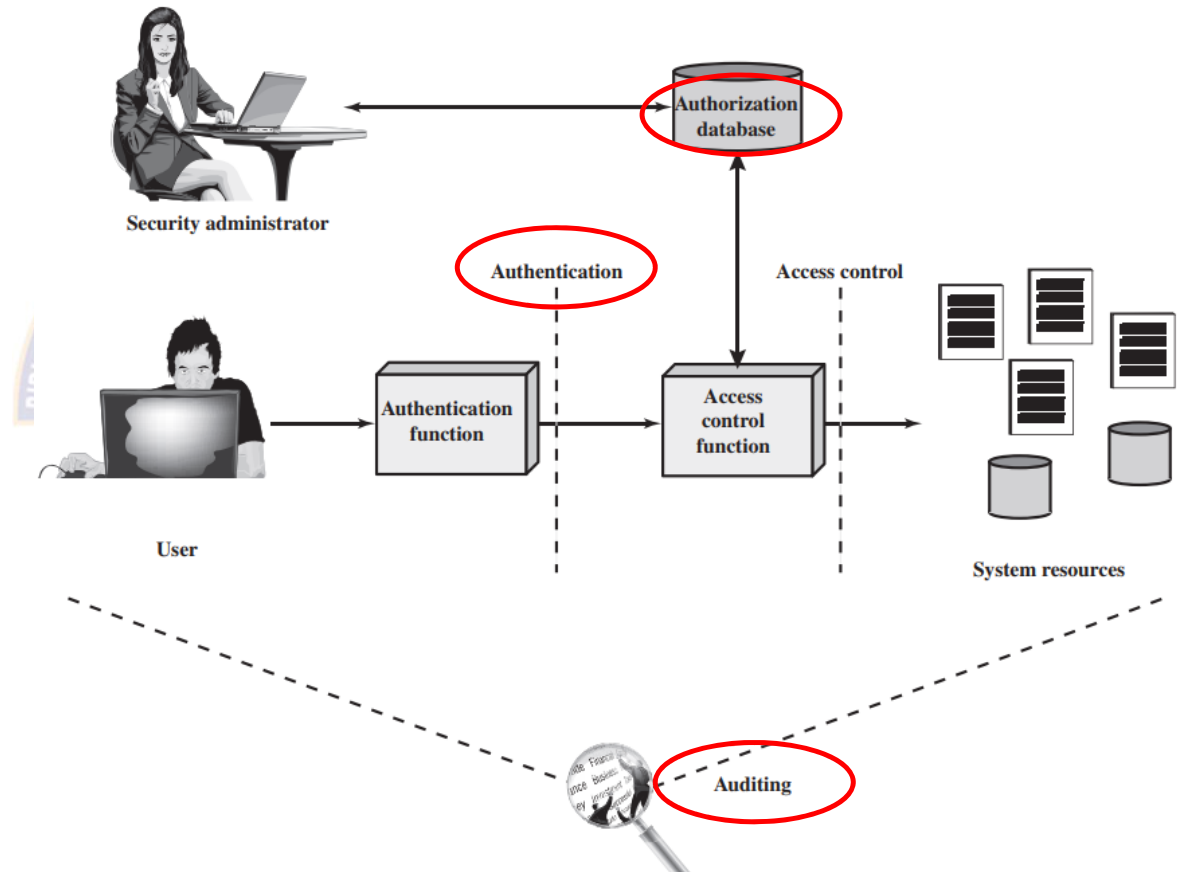 Authorization
database
Security administrator
Authentication
Access control
Authentication
function
Access
control
function
User
System resources
Auditing